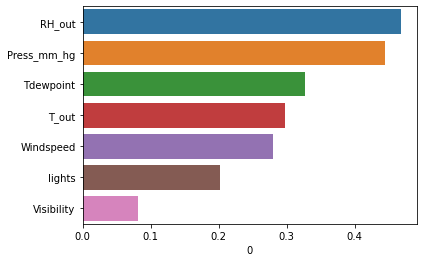 RH_out
Press_mm_hg
Tdewpoint
T_out
Windspeed
lights
Visibility
0.0 0.1 0.2 0.3 0.4
0